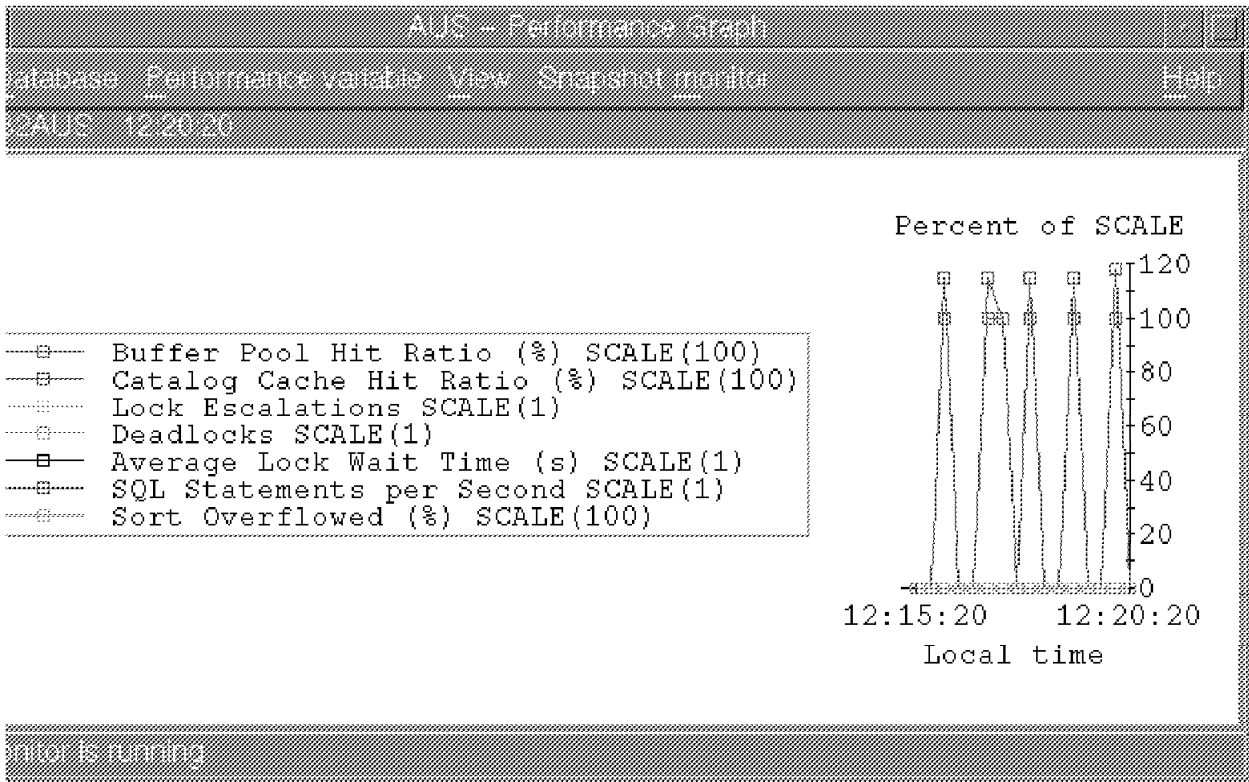 AUS - Performance Graph
atabase Performance variable View Snapshot monitor Help
2AUS 12:20:20
Percent of SCALE
120
100
80
60
40
20
0
12:15:20 12:20:20
Local time
Buffer Pool Hit Ratio (%) SCALE(100)
Catalog Cache Hit Ratio (%) SCALE(100)
Lock Escalations SCALE(1)
Deadlocks SCALE(1)
Average Lock Wait Time (s) SCALE(1)
SQL Statements per Second SCALE(1)
Sort Overflowed (%) SCALE(100)
nitor is running